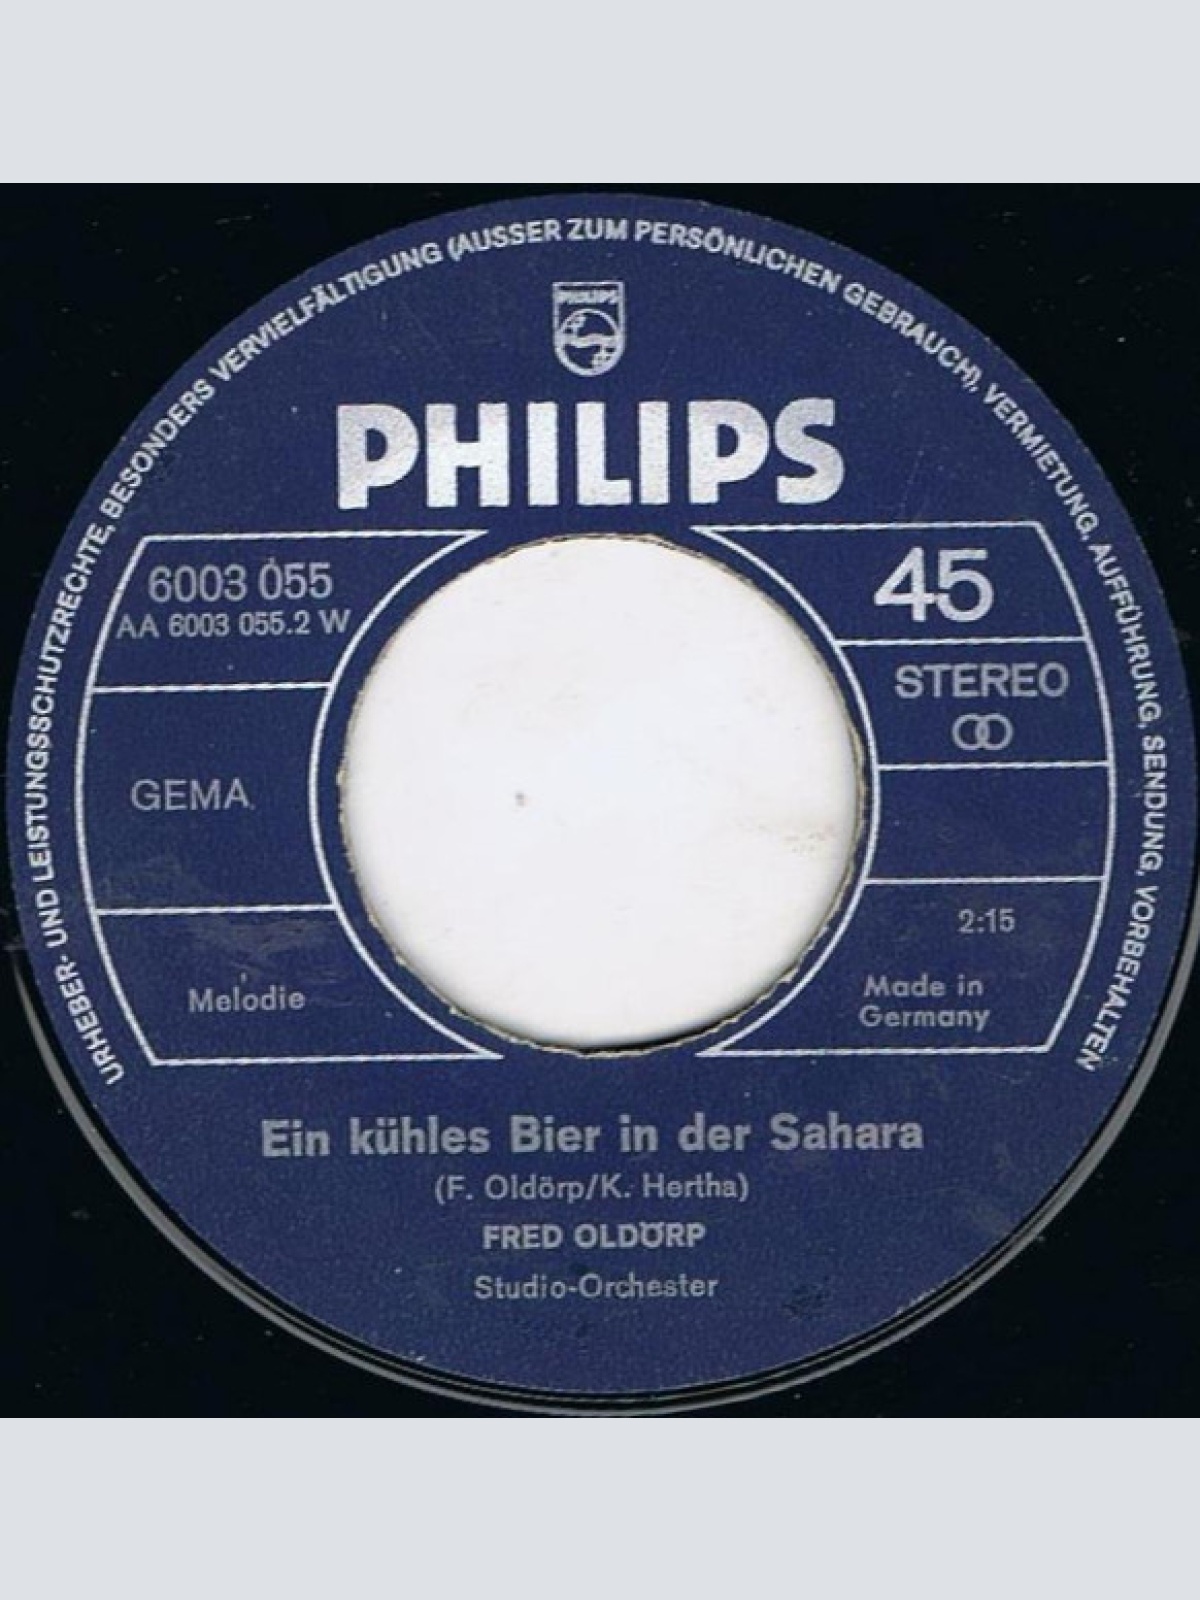 URHEBER- UND LEISTUNGSSCHUTZRECHTE, BESONDERS VERVIELFÄLTIGUNG (AUSSER ZUM PERSÖNLICHEN GEBRAUCH), VERMIETUNG, AUFFÜHRUNG, SENDUNG, VORBEHALTEN
PHILIPS
PHILIPS
6003 055
AA 6003 055.2 W
45
STEREO
GEMA
2:15
Melodie
Made in
Germany
Ein kühles Bier in der Sahara
(F. Oldörp/K. Hertha)
FRED OLDÖRP
Studio-Orchester